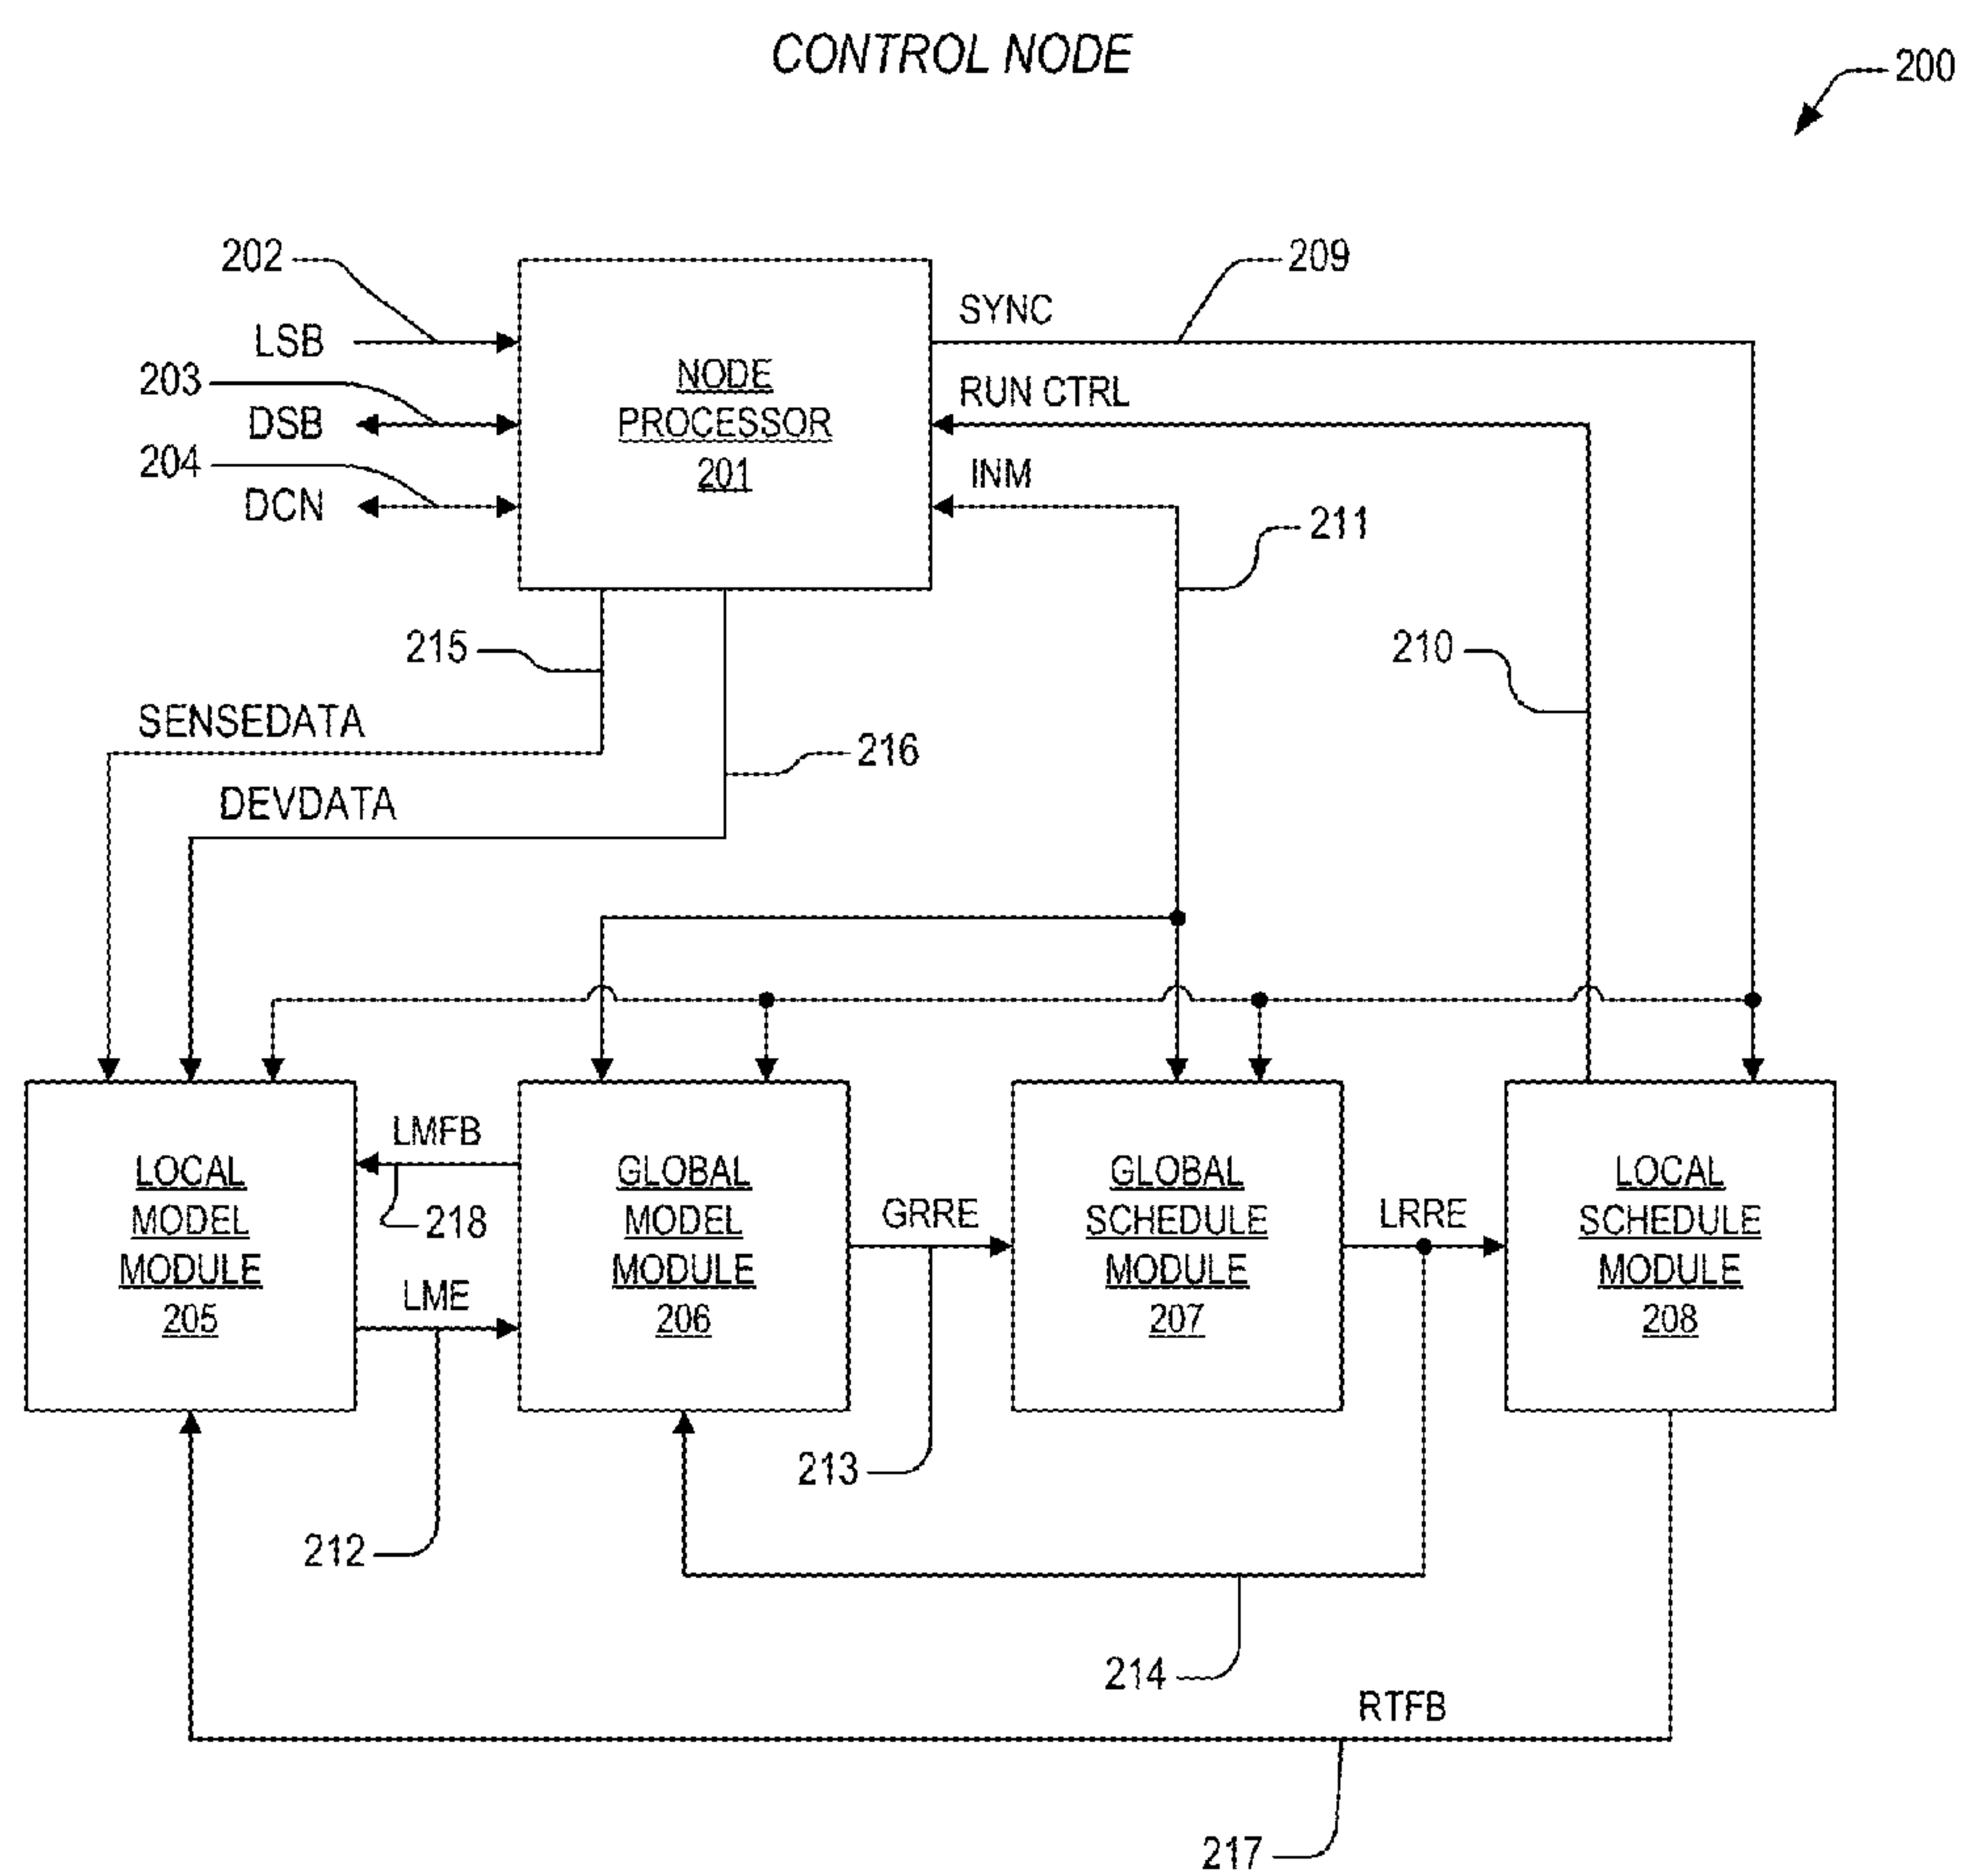 CONTROL NODE
200
202
209
SYNC
LSB
NODE
PROCESSOR
201
203
RUN CTRL
DSB
204
INM
DCN
211
215
210
SENSEDATA
216
DEVDATA
LMFB
LOCAL
MODEL
MODULE
205
218
GLOBAL
MODEL
MODULE
206
GRRE
GLOBAL
SCHEDULE
MODULE
207
LRRE
LOCAL
SCHEDULE
MODULE
208
LME
213
212
214
RTFB
217